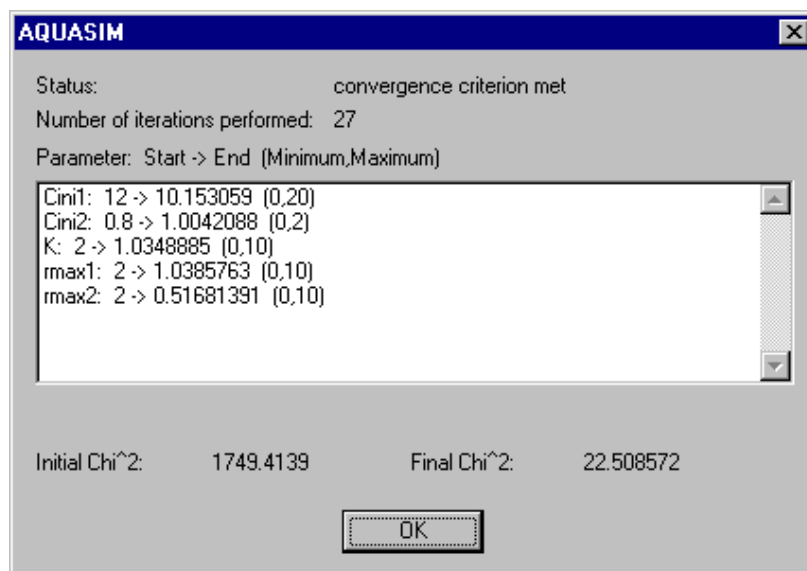 AQUASIM
Status: convergence criterion met
Number of iterations performed: 27
Parameter: Start -> End (Minimum,Maximum)
Cini1: 12 -> 10.153059 (0,20)
Cini2: 0.8 -> 1.0042088 (0,2)
K: 2 -> 1.0348885 (0,10)
rmax1: 2 -> 1.0385763 (0,10)
rmax2: 2 -> 0.51681391 (0,10)
Initial Chi^2: 1749.4139 Final Chi^2: 22.508572
OK